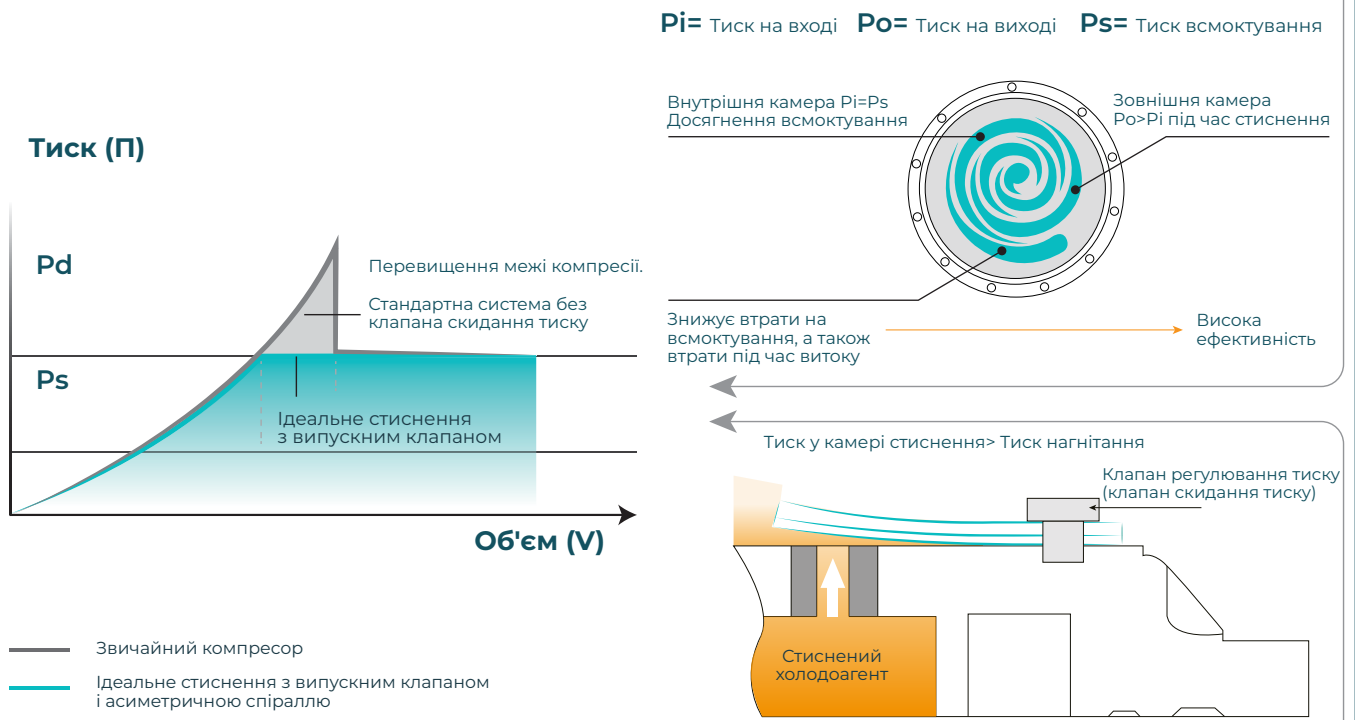 Pi= Тиск на вході Po= Тиск на виході Ps= Тиск всмоктування
Внутрішня камера Pi=Ps
Досягнення всмоктування
Зовнішня камера
Po>Pi під час стиснення
Тиск (П)
Pd
Перевищення межі компресії.
Стандартна система без
клапана скидання тиску
Ps
Ідеальне стиснення
з випускним клапаном
Об'єм (V)
Звичайний компресор
Ідеальне стиснення з випускним клапаном
і асиметричною спіраллю
Знижує втрати на
всмоктування, а також
втрати під час витоку
Висока
ефективність
Тиск у камері стиснення> Тиск нагнітання
Клапан регулювання тиску
(клапан скидання тиску)
Стиснений
холодоагент